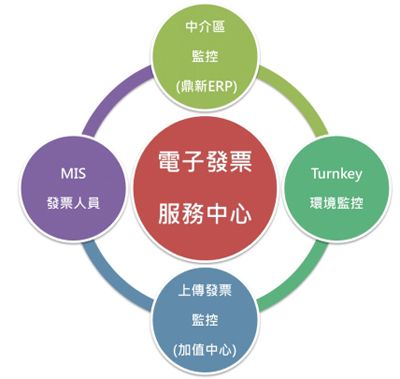 中介區
監控
(鼎新ERP)
電子發票
服務中心
MIS
發票人員
Turnkey
環境監控
上傳發票
監控
(加值中心)